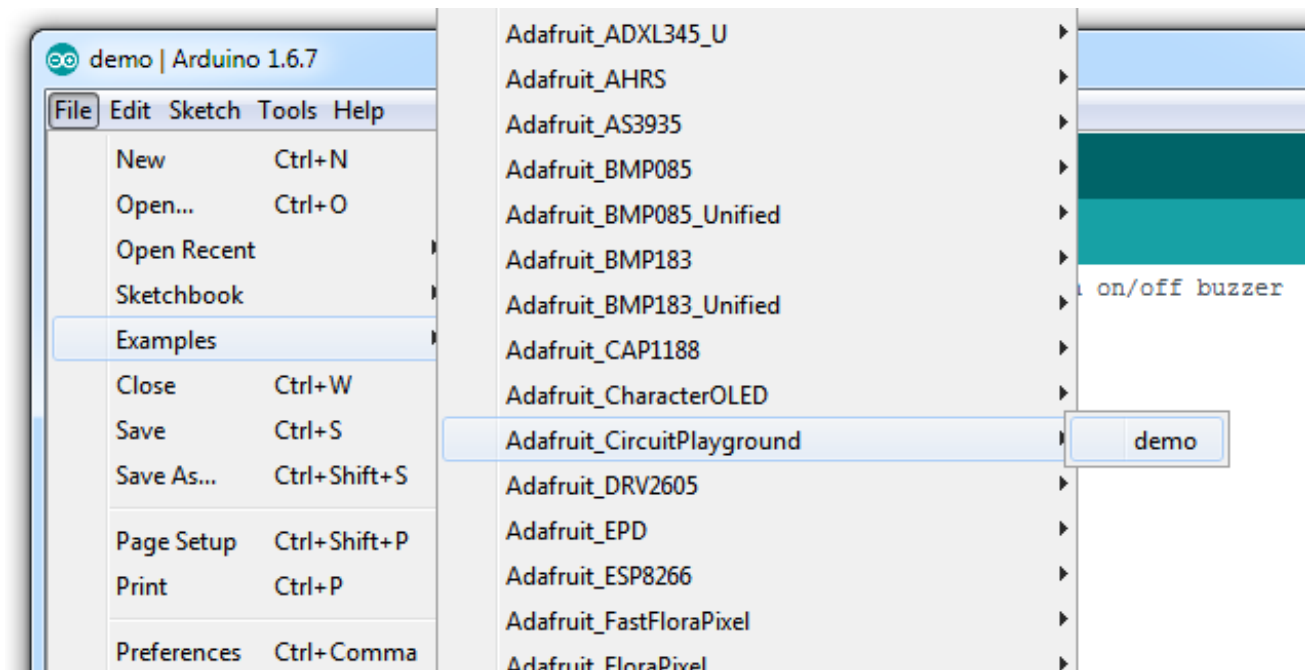 demo | Arduino 1.6.7
File Edit Sketch Tools Help
New Ctrl+N
Open... Ctrl+O
Open Recent
Sketchbook
Examples
Close Ctrl+W
Save Ctrl+S
Save As... Ctrl+Shift+S
Page Setup Ctrl+Shift+P
Print Ctrl+P
Preferences Ctrl+Comma
Adafruit_ADXL345_U
Adafruit_AHRS
Adafruit_AS3935
Adafruit_BMP085
Adafruit_BMP085_Unified
Adafruit_BMP183
Adafruit_BMP183_Unified
Adafruit_CAP1188
Adafruit_CharacterOLED
Adafruit_CircuitPlayground
Adafruit_DRV2605
Adafruit_EPD
Adafruit_ESP8266
Adafruit_FastFloraPixel
Adafruit_FloraPixel
demo
on/off buzzer